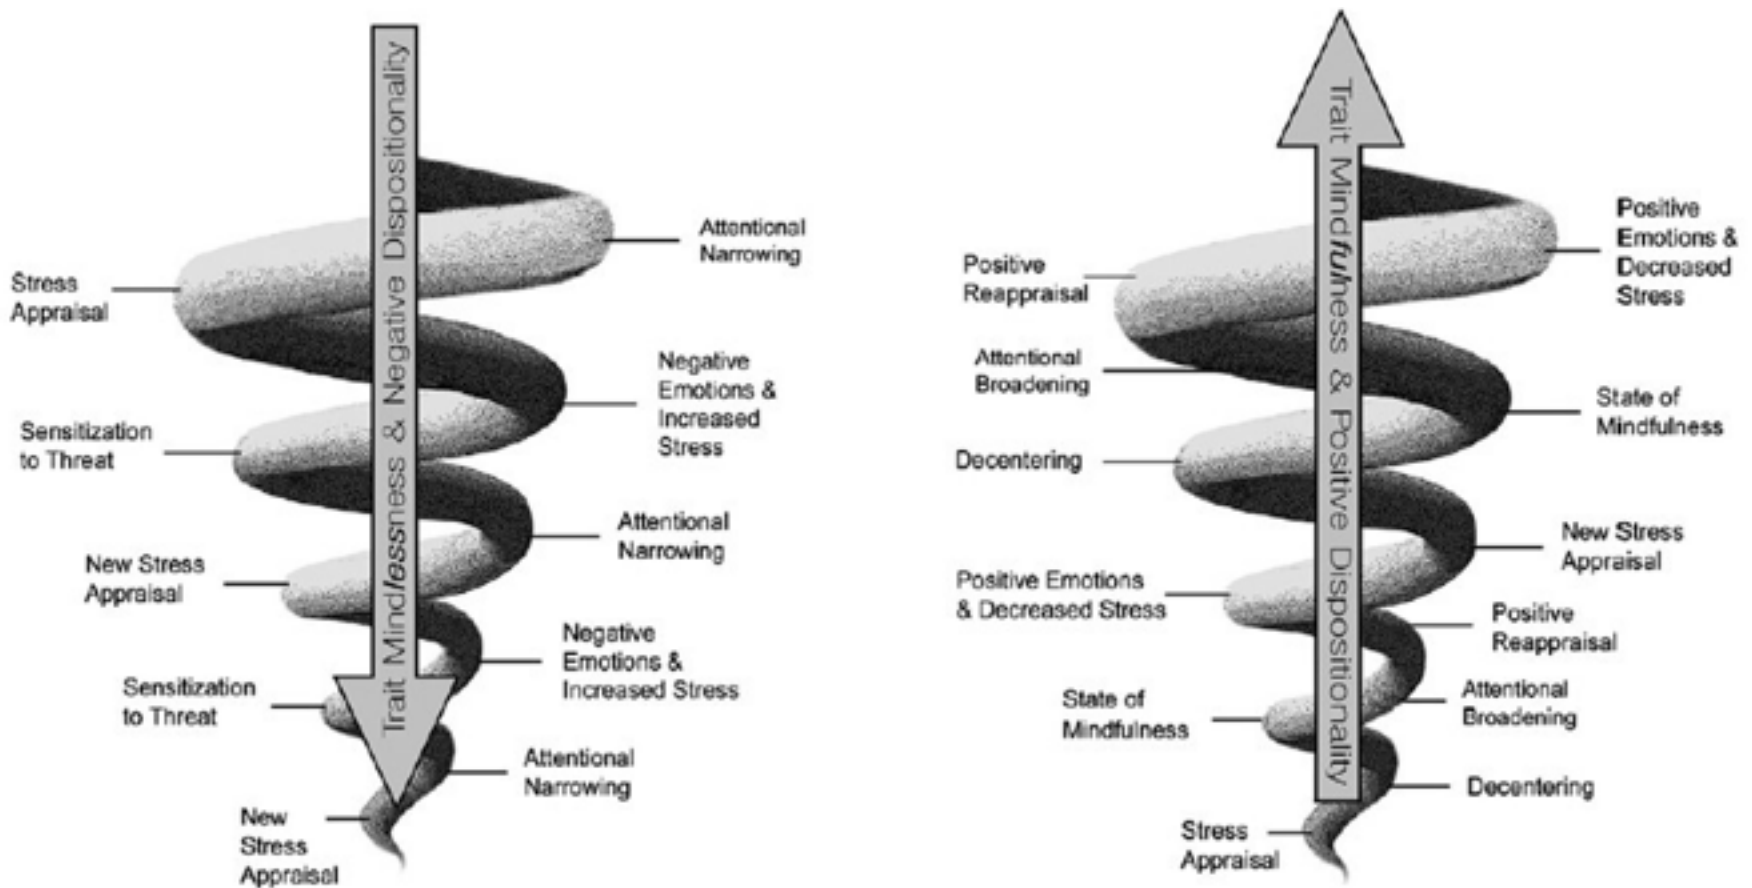 Trait Mindlessness & Negative Dispositionality
Attentional
Narrowing
Stress
Appraisal
Negative
Emotions &
Increased
Stress
Sensitization
to Threat
Attentional
Narrowing
New Stress
Appraisal
Negative
Emotions &
Increased Stress
Sensitization
to Threat
Attentional
Narrowing
New
Stress
Appraisal
Trait Mindfulness & Positive Dispositionality
Positive
Emotions &
Decreased
Stress
Positive
Reappraisal
Attentional
Broadening
State of
Mindfulness
Decentering
New Stress
Appraisal
Positive Emotions
& Decreased Stress
Positive
Reappraisal
Attentional
Broadening
State of
Mindfulness
Decentering
Stress
Appraisal